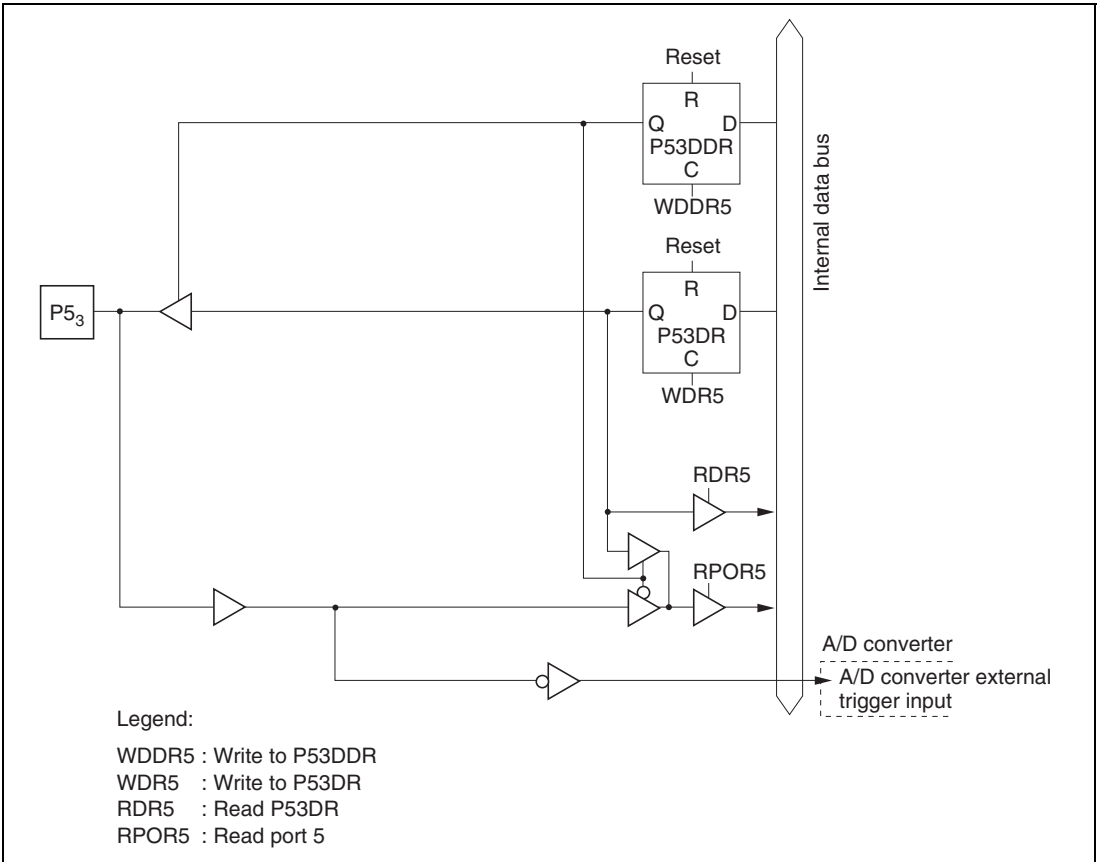 Reset
R
Q D
P53DDR
C
WDDR5
Internal data bus
Reset
R
P5₃
Q D
P53DR
C
WDR5
RDR5
RPOR5
A/D converter
A/D converter external
trigger input
Legend:
WDDR5 : Write to P53DDR
WDR5 : Write to P53DR
RDR5 : Read P53DR
RPOR5 : Read port 5